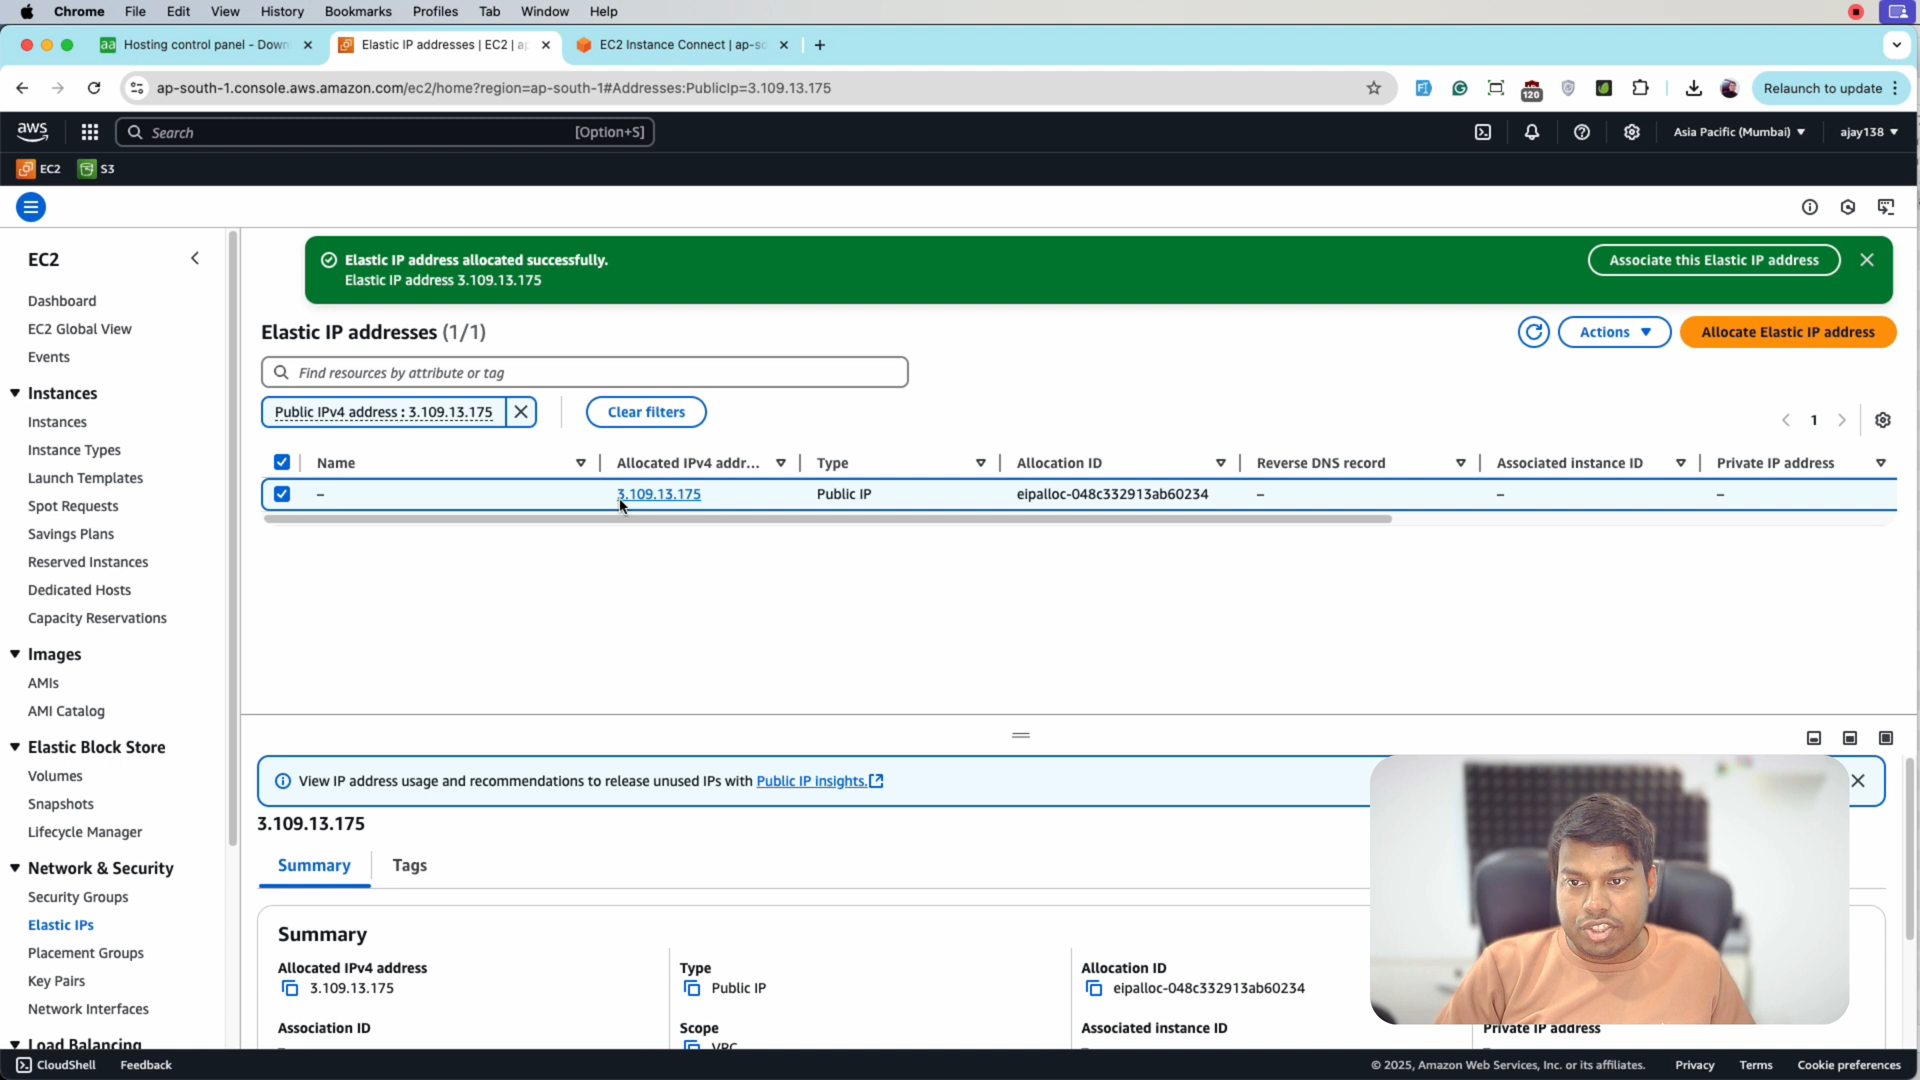 Chrome File Edit View History Bookmarks Profiles Tab Window Help
aa Hosting control panel - Down
Elastic IP addresses | EC2 | a
EC2 Instance Connect | ap-so
ap-south-1.console.aws.amazon.com/ec2/home?region=ap-south-1#Addresses:PublicIp=3.109.13.175
120
Relaunch to update
aws
Search [Option+S]
Asia Pacific (Mumbai)
ajay138
EC2 S3
EC2
Dashboard
EC2 Global View
Events
Instances
Instances
Instance Types
Launch Templates
Spot Requests
Savings Plans
Reserved Instances
Dedicated Hosts
Capacity Reservations
Images
AMIs
AMI Catalog
Elastic Block Store
Volumes
Snapshots
Lifecycle Manager
Network & Security
Security Groups
Elastic IPs
Placement Groups
Key Pairs
Network Interfaces
Load Balancing
Elastic IP address allocated successfully.
Elastic IP address 3.109.13.175
Associate this Elastic IP address
Elastic IP addresses (1/1)
Actions
Allocate Elastic IP address
Find resources by attribute or tag
Public IPv4 address : 3.109.13.175
Clear filters
1
Name Allocated IPv4 addr... Type Allocation ID Reverse DNS record Associated instance ID Private IP address
– 3.109.13.175 Public IP eipalloc-048c332913ab60234 – – –
View IP address usage and recommendations to release unused IPs with Public IP insights.
3.109.13.175
Summary Tags
Summary
Allocated IPv4 address
3.109.13.175
Type
Public IP
Allocation ID
eipalloc-048c332913ab60234
Association ID
–
Scope
VPC
Associated instance ID
–
Private IP address
CloudShell Feedback
© 2025, Amazon Web Services, Inc. or its affiliates. Privacy Terms Cookie preferences